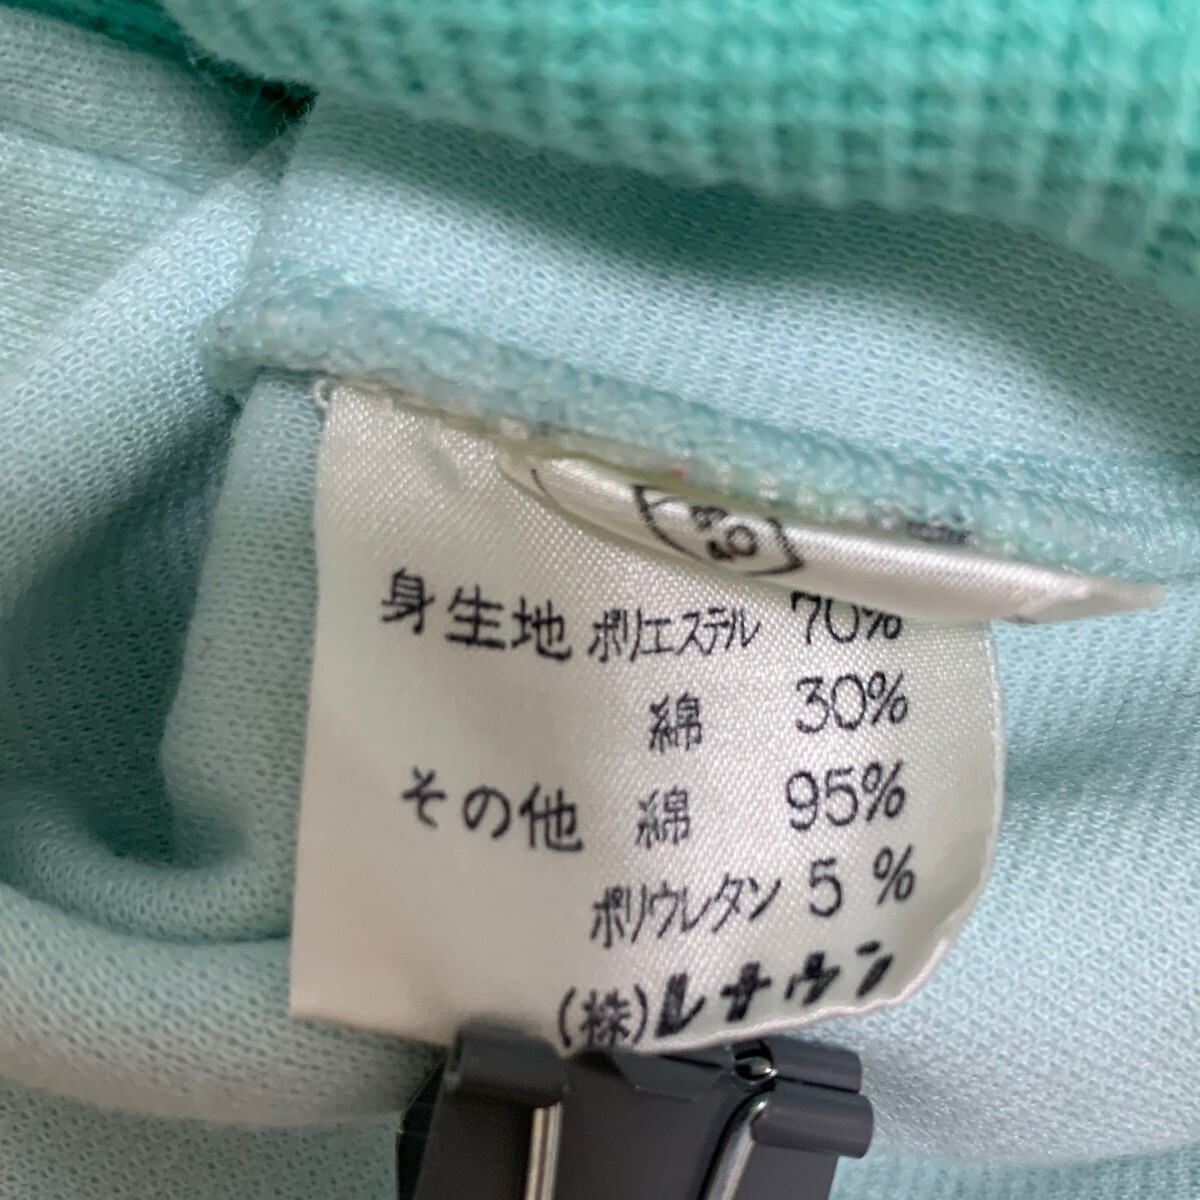 身生地 ポリエステル 70%
綿 30%
その他 綿 95%
ポリウレタン 5%
(株)レナウン